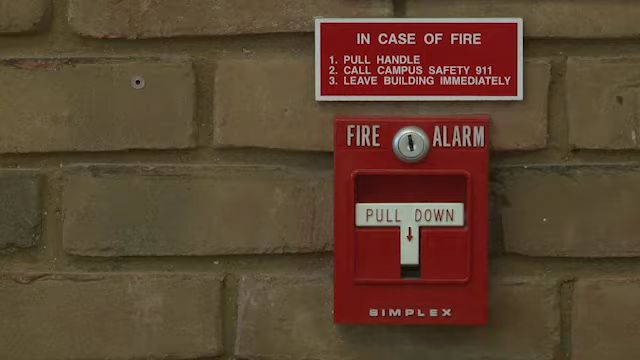 IN CASE OF FIRE
1. PULL HANDLE
2. CALL CAMPUS SAFETY 911
3. LEAVE BUILDING IMMEDIATELY
FIRE ALARM
PULL DOWN
SIMPLEX